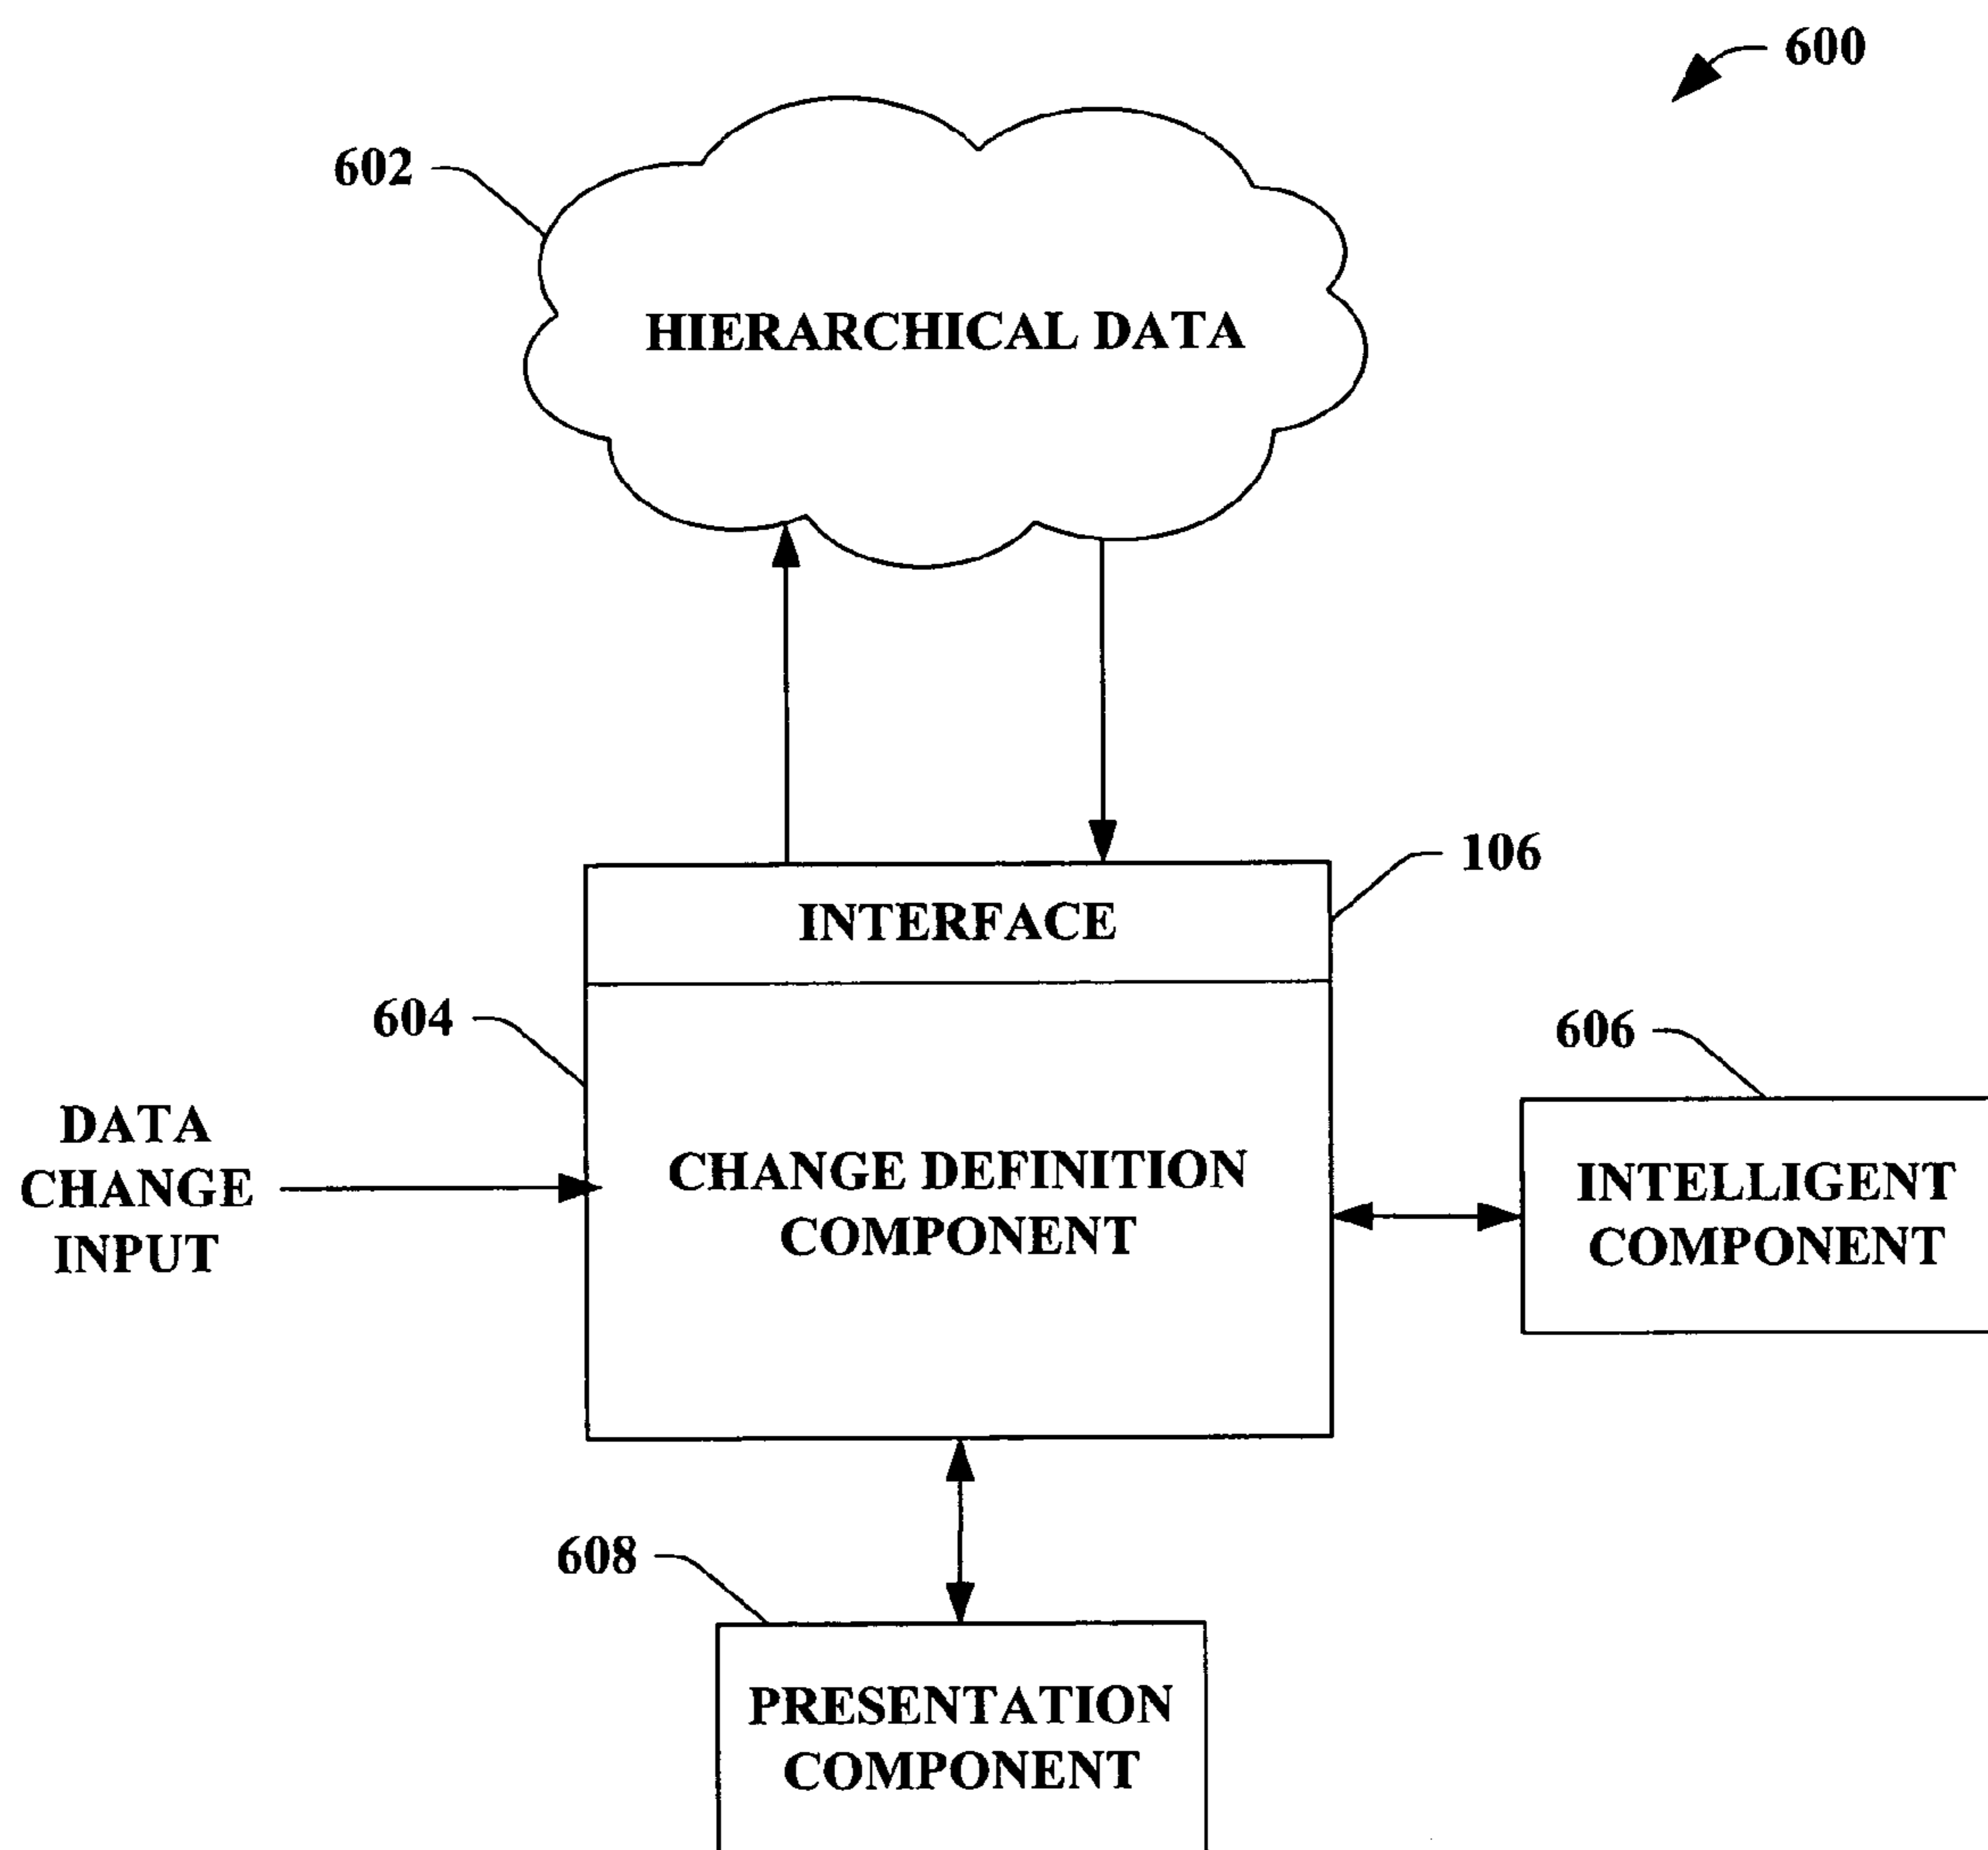 600
602
HIERARCHICAL DATA
106
INTERFACE
604
606
DATA
CHANGE
INPUT
CHANGE DEFINITION
COMPONENT
INTELLIGENT
COMPONENT
608
PRESENTATION
COMPONENT